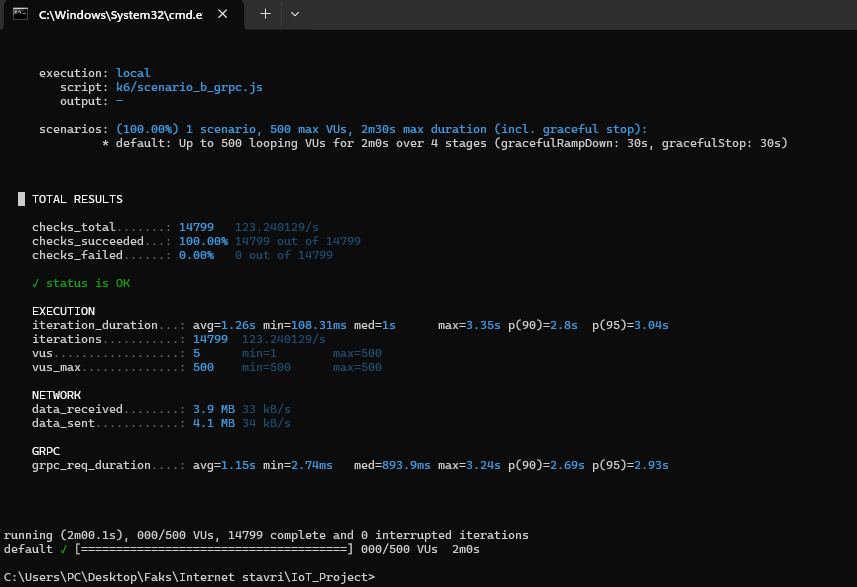 C:\Windows\System32\cmd.e
execution: local
script: k6/scenario_b_grpc.js
output: -
scenarios: (100.00%) 1 scenario, 500 max VUs, 2m30s max duration (incl. graceful stop):
* default: Up to 500 looping VUs for 2m0s over 4 stages (gracefulRampDown: 30s, gracefulStop: 30s)
TOTAL RESULTS
checks_total.......: 14799 123.240129/s
checks_succeeded...: 100.00% 14799 out of 14799
checks_failed......: 0.00% 0 out of 14799
✓ status is OK
EXECUTION
iteration_duration...: avg=1.26s min=108.31ms med=1s max=3.35s p(90)=2.8s p(95)=3.04s
iterations...........: 14799 123.240129/s
vus..................: 5 min=1 max=500
vus_max..............: 500 min=500 max=500
NETWORK
data_received........: 3.9 MB 33 kB/s
data_sent............: 4.1 MB 34 kB/s
GRPC
grpc_req_duration....: avg=1.15s min=2.74ms med=893.9ms max=3.24s p(90)=2.69s p(95)=2.93s
running (2m00.1s), 000/500 VUs, 14799 complete and 0 interrupted iterations
default ✓ [======================================] 000/500 VUs 2m0s
C:\Users\PC\Desktop\Faks\Internet stavri\IoT_Project>